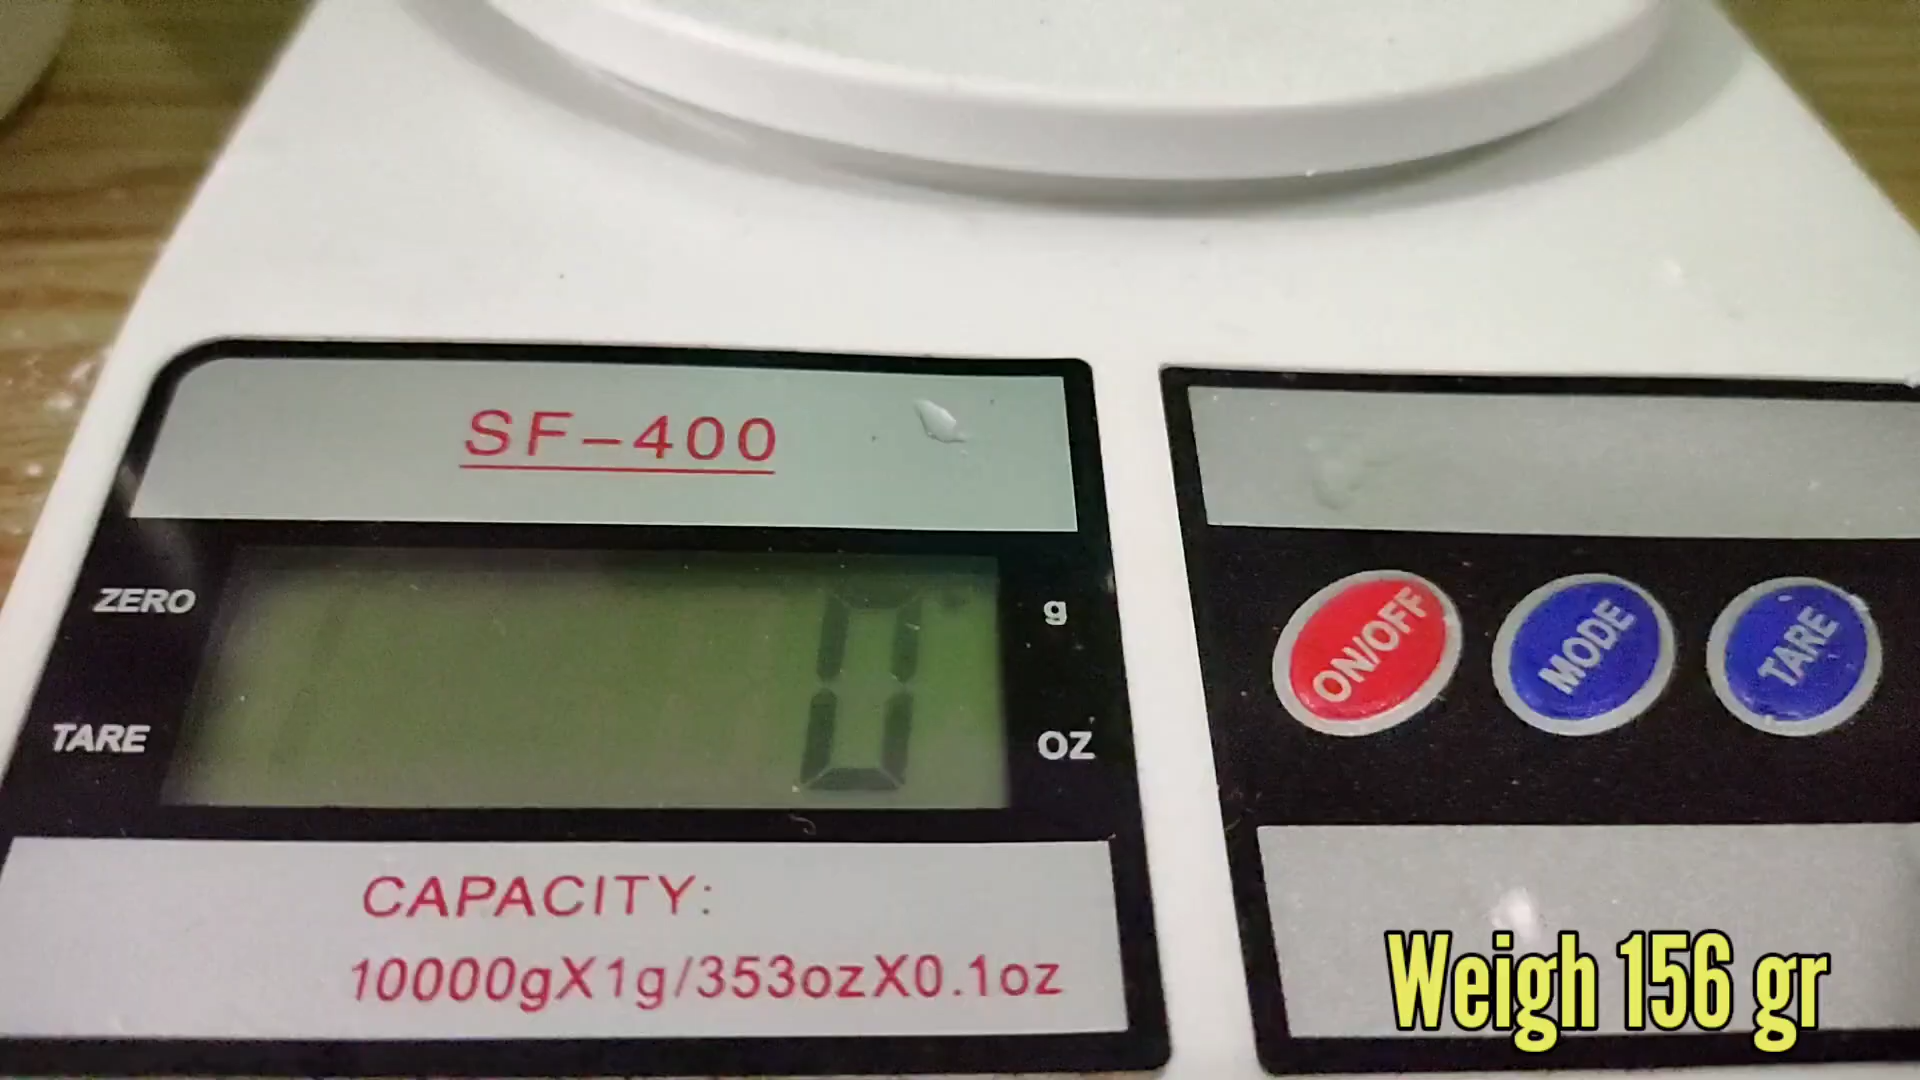 SF-400
ZERO
0
g
TARE
OZ
CAPACITY:
10000gX1g/353ozX0.1oz
ON/OFF
MODE
TARE
Weigh 156 gr